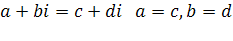 a + bi = c + di a = c, b = d